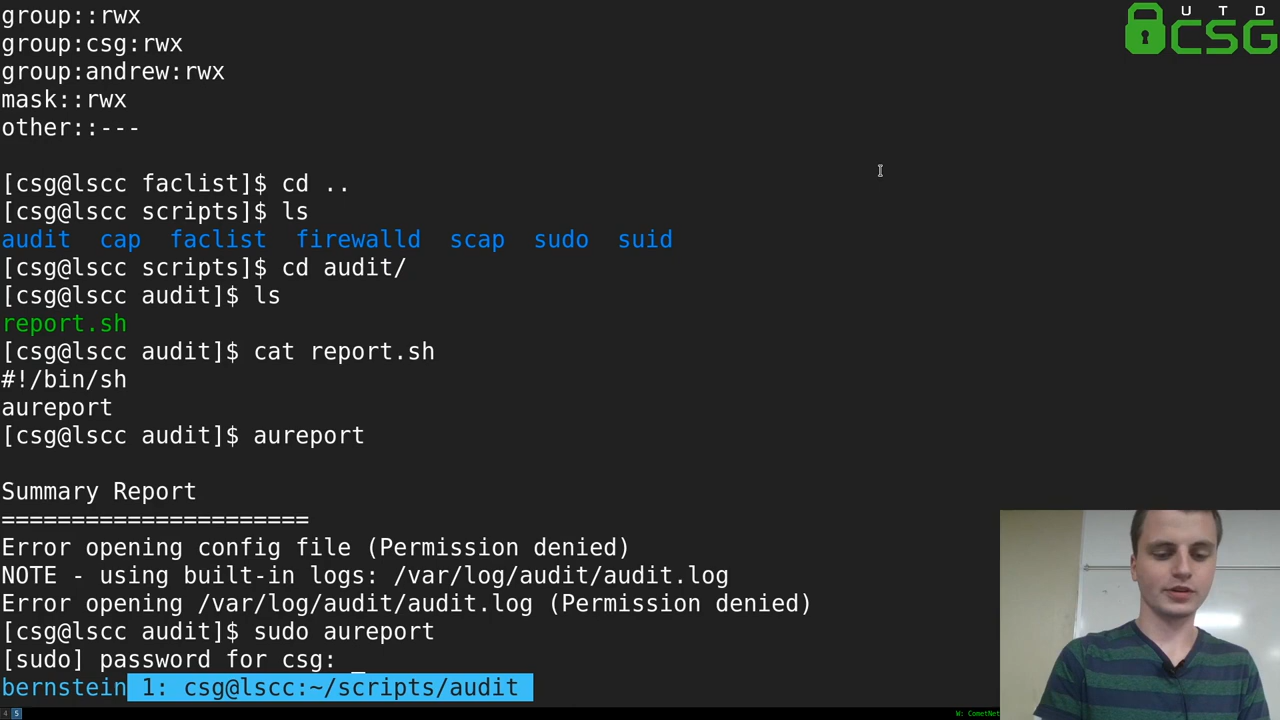 group::rwx
U T D
CSG
group:csg:rwx
group:andrew:rwx
mask::rwx
other::---
[csg@lscc faclist]$ cd ..
[csg@lscc scripts]$ ls
audit  cap  faclist  firewalld  scap  sudo  suid
[csg@lscc scripts]$ cd audit/
[csg@lscc audit]$ ls
report.sh
[csg@lscc audit]$ cat report.sh
#!/bin/sh
aureport
[csg@lscc audit]$ aureport
Summary Report
======================
Error opening config file (Permission denied)
NOTE - using built-in logs: /var/log/audit/audit.log
Error opening /var/log/audit/audit.log (Permission denied)
[csg@lscc audit]$ sudo aureport
[sudo] password for csg: _
bernstein 1: csg@lscc:~/scripts/audit
4 5 W: CometNet